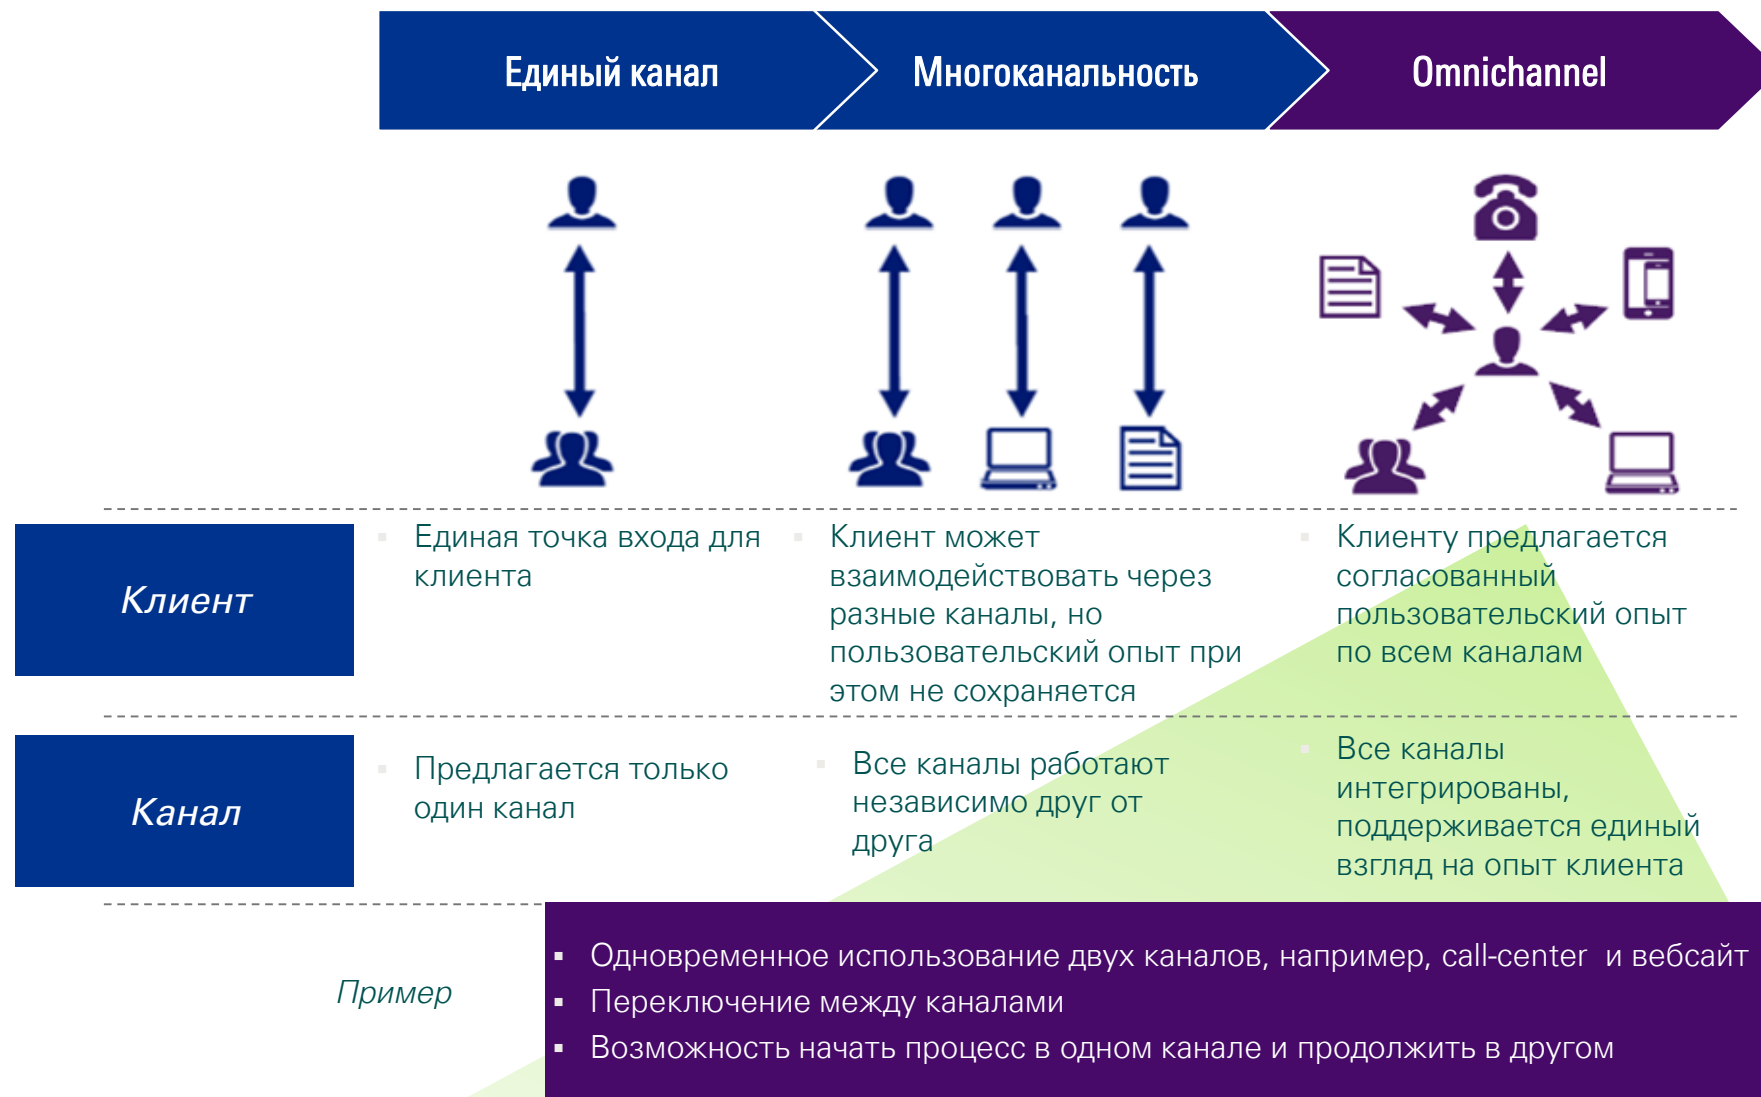 Единый канал
Многоканальность
Omnichannel
Клиент
Единая точка входа для
клиента
Клиент может
взаимодействовать через
разные каналы, но
пользовательский опыт при
этом не сохраняется
Клиенту предлагается
согласованный
пользовательский опыт
по всем каналам
Канал
Предлагается только
один канал
Все каналы работают
независимо друг от
друга
Все каналы
интегрированы,
поддерживается единый
взгляд на опыт клиента
Пример
Одновременное использование двух каналов, например, call-center и вебсайт
Переключение между каналами
Возможность начать процесс в одном канале и продолжить в другом